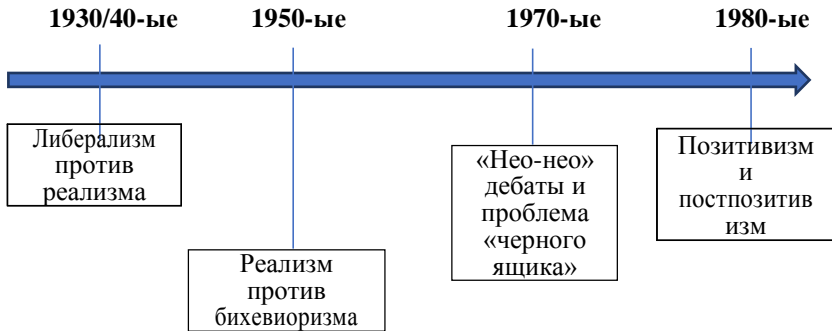 1930/40-ые
1950-ые
1970-ые
1980-ые
Либерализм
против
реализма
Реализм
против
бихевиоризма
«Нео-нео»
дебаты и
проблема
«черного
ящика»
Позитивизм
и
постпозитив
изм